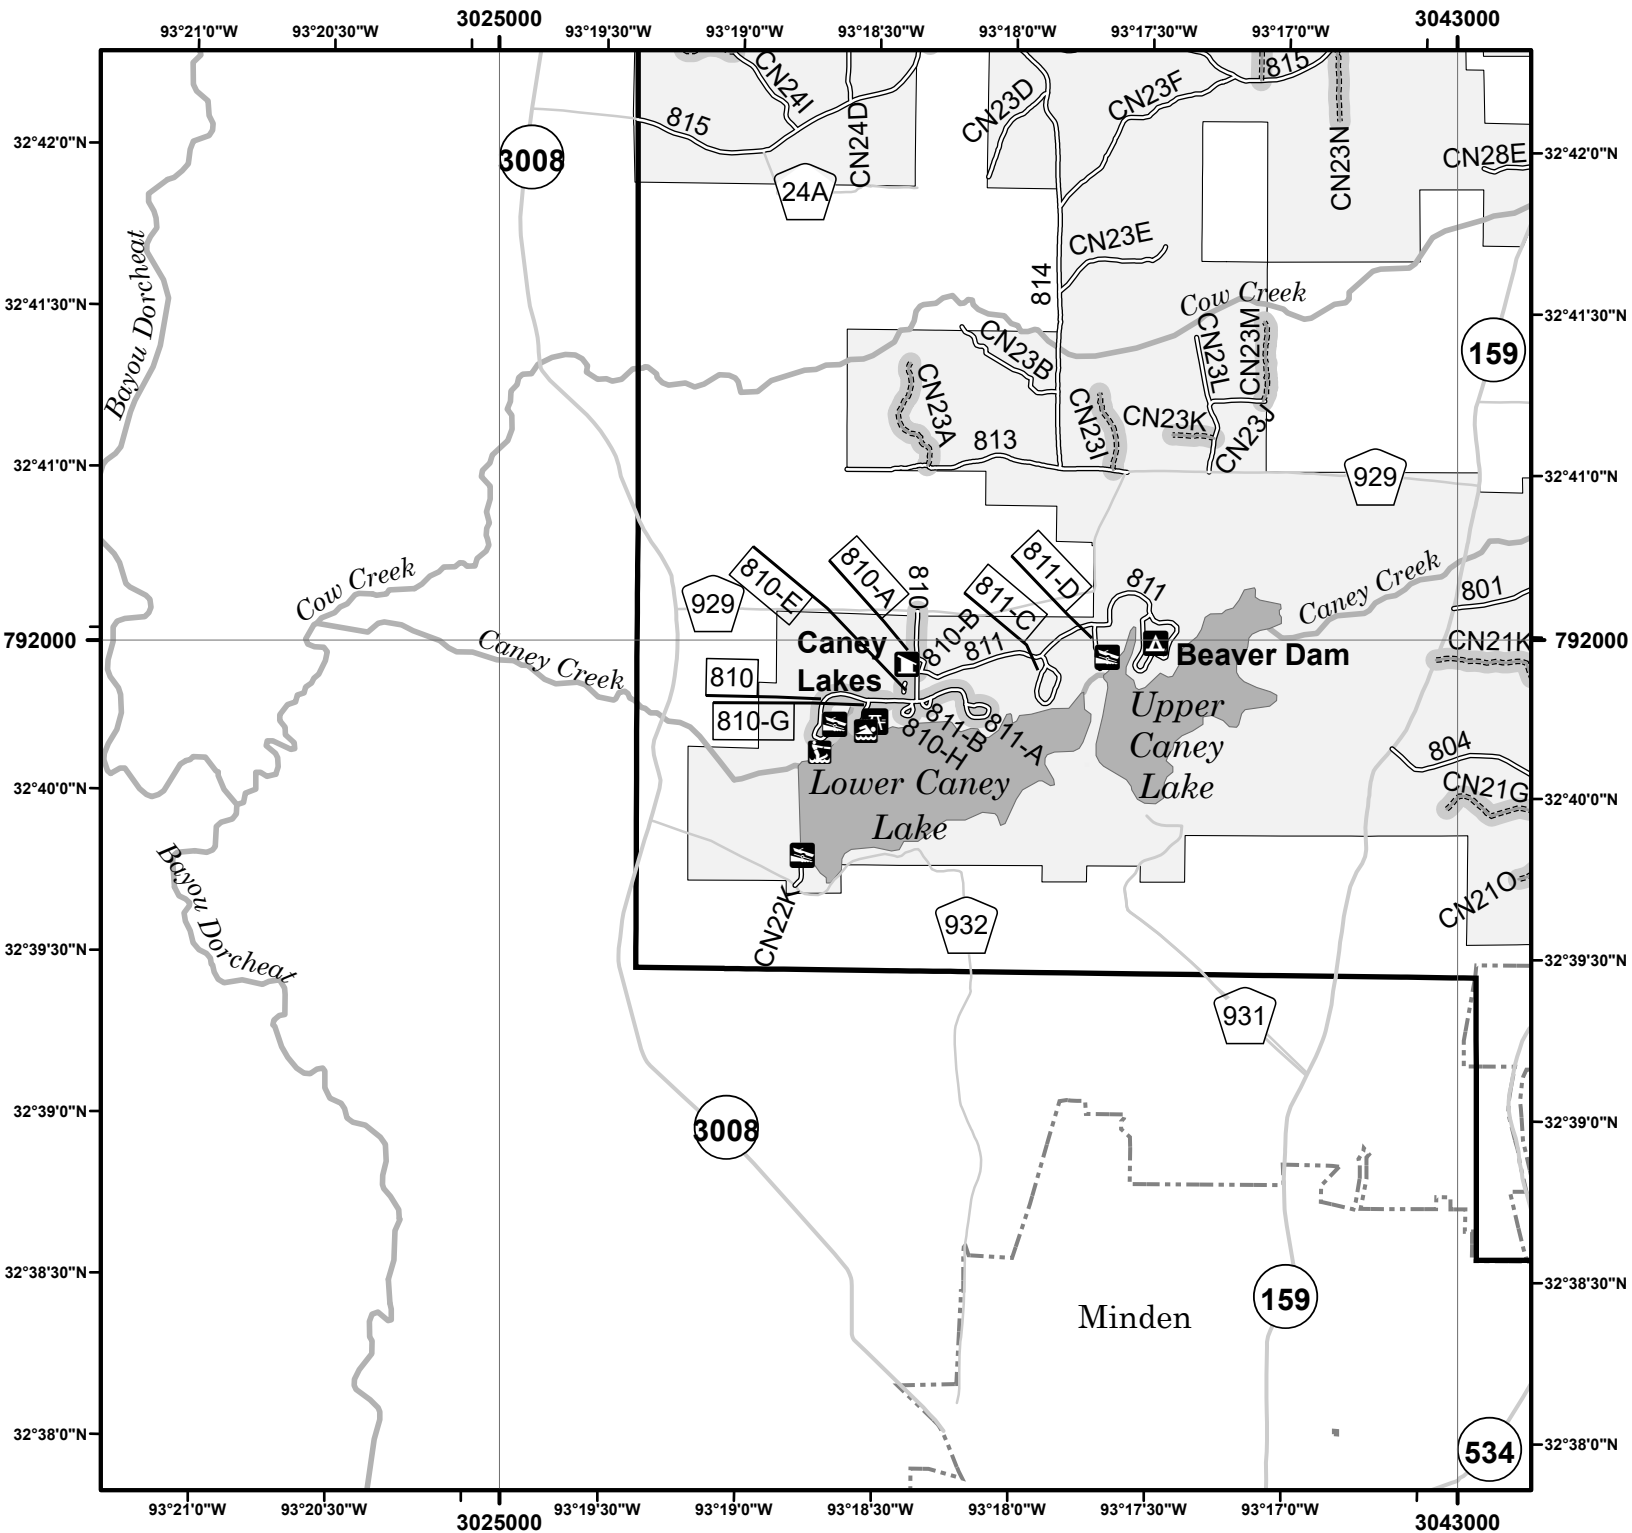 3025000
3043000
93°21'0"W
93°20'30"W
93°19'30"W
93°19'0"W
93°18'30"W
93°18'0"W
93°17'30"W
93°17'0"W
815
CN24I
CN24D
CN23D
CN23F
815
CN23N
CN28E
32°42'0"N
32°42'0"N
3008
24A
CN23E
814
Bayou Dorcheat
32°41'30"N
32°41'30"N
Cow Creek
159
CN23B
CN23L
CN23M
CN23A
CN23I
CN23K
CN23J
813
32°41'0"N
32°41'0"N
929
810-E
810-A
810
811-C
811-D
811
Cow Creek
929
Caney Creek
801
792000
792000
Caney
Lakes
810-B
811
Beaver Dam
CN21K
Caney Creek
810
810-G
811-B
810-H
811-A
Upper
Caney
Lake
804
Lower Caney
Lake
32°40'0"N
32°40'0"N
CN21G
Bayou Dorcheat
CN22K
932
CN21O
32°39'30"N
32°39'30"N
931
32°39'0"N
32°39'0"N
3008
32°38'30"N
32°38'30"N
159
Minden
32°38'0"N
32°38'0"N
534
93°21'0"W
93°20'30"W
93°19'30"W
93°19'0"W
93°18'30"W
93°18'0"W
93°17'30"W
93°17'0"W
3025000
3043000